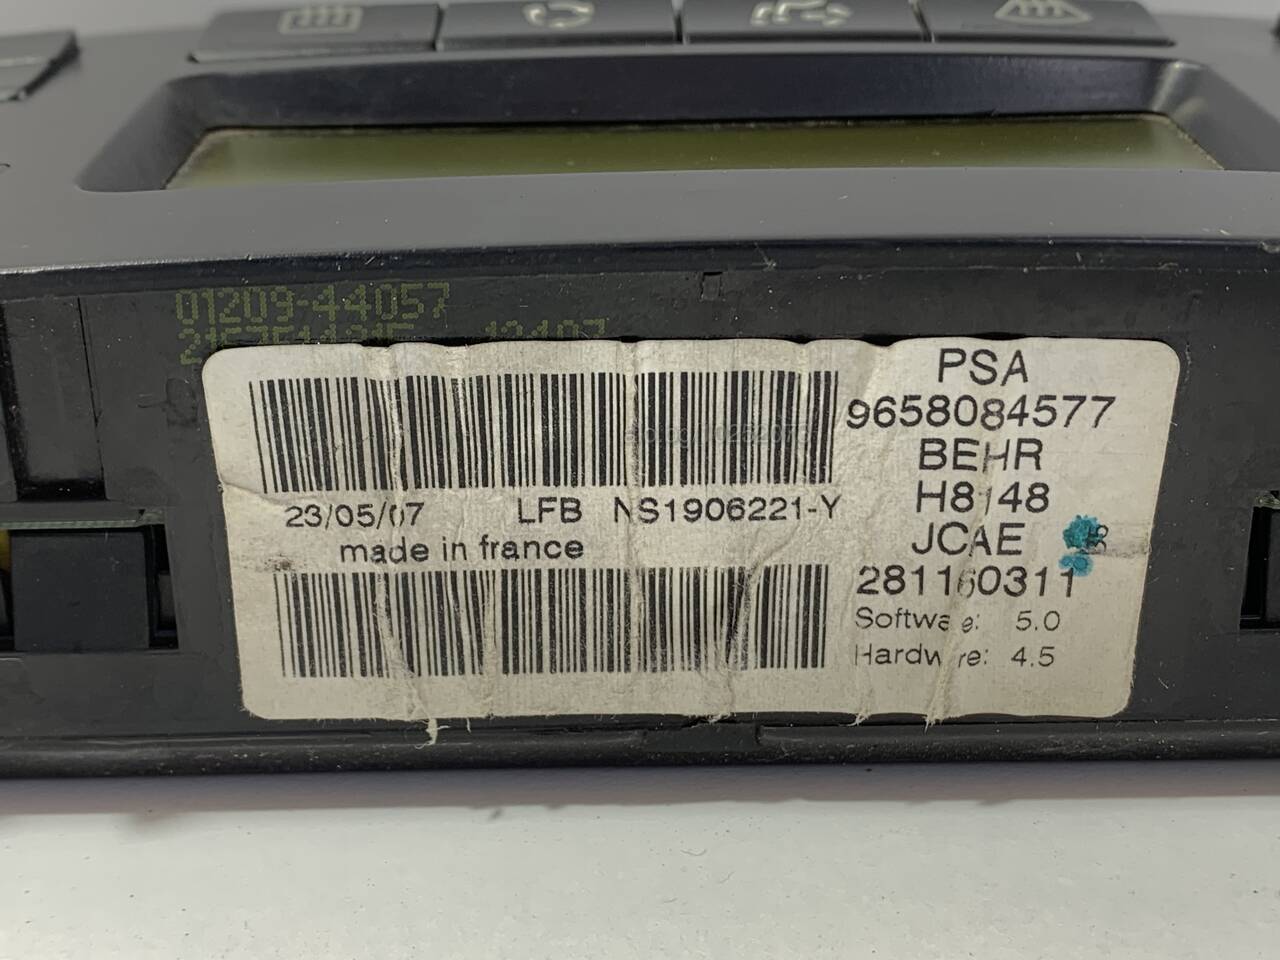 01209-44057
PSA
9658084577
BEHR
H8148
JCAE
281160311
Software: 5.0
Hardware: 4.5
23/05/07 LFB NS1906221-Y
made in france